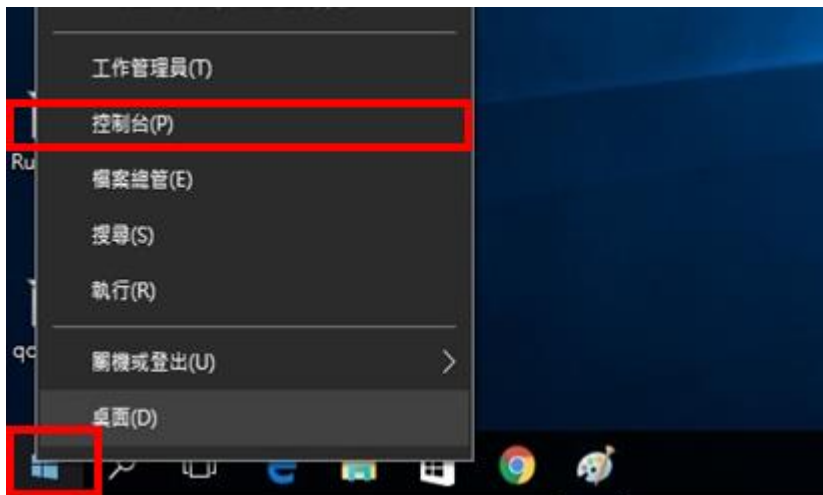 工作管理員(T)
控制台(P)
Ru
檔案總管(E)
搜尋(S)
執行(R)
關機或登出(U)
桌面(D)